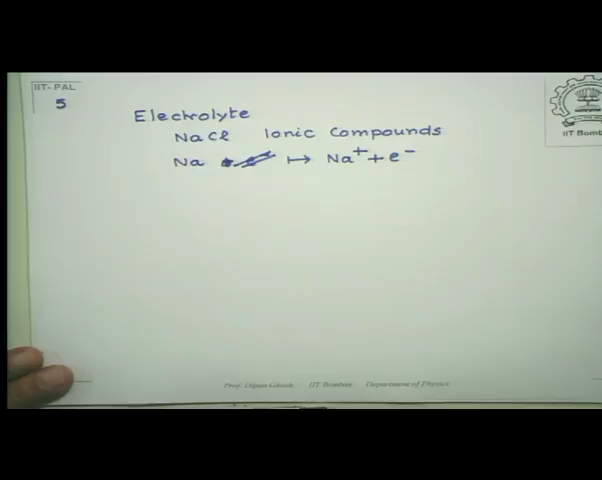 IIT- PAL
5
Electrolyte
NaCl Ionic Compounds
Na ↦ Na⁺ + e⁻
IIT Bomb
Prof. Dipan Ghosh IIT Bombay Department of Physics